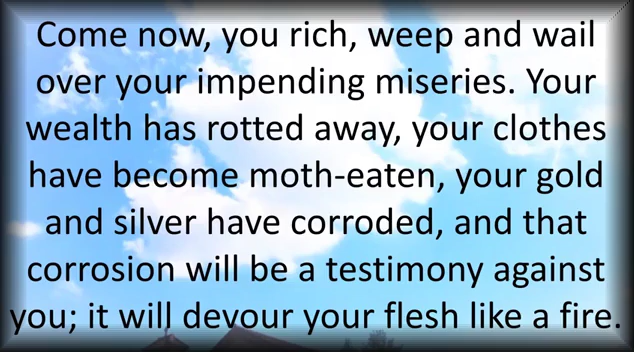 Come now, you rich, weep and wail
over your impending miseries. Your
wealth has rotted away, your clothes
have become moth-eaten, your gold
and silver have corroded, and that
corrosion will be a testimony against
you; it will devour your flesh like a fire.